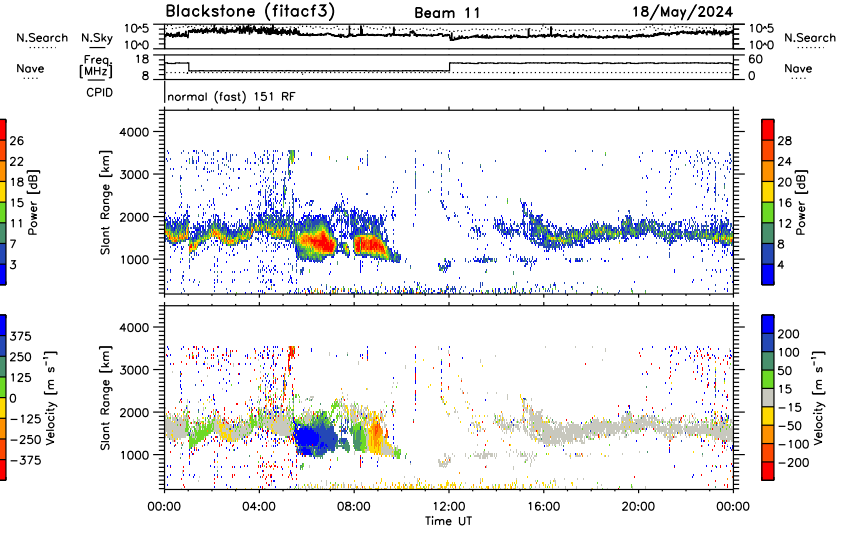 Blackstone (fitacf3) Beam 11 18/May/2024
N.Search N.Sky 10^5 10^0 10^5 10^0 N.Search
Nave Freq. [MHz] 18 8 60 0 Nave
CPID normal (fast) 151 RF
26 22 18 15 11 7 3
Power [dB]
4000 3000 2000 1000
Slant Range [km]
28 24 20 16 12 8 4
Power [dB]
375 250 125 0 −125 −250 −375
Velocity [m s⁻¹]
4000 3000 2000 1000
Slant Range [km]
200 100 50 15 −15 −50 −100 −200
Velocity [m s⁻¹]
00:00 04:00 08:00 12:00 16:00 20:00 00:00
Time UT